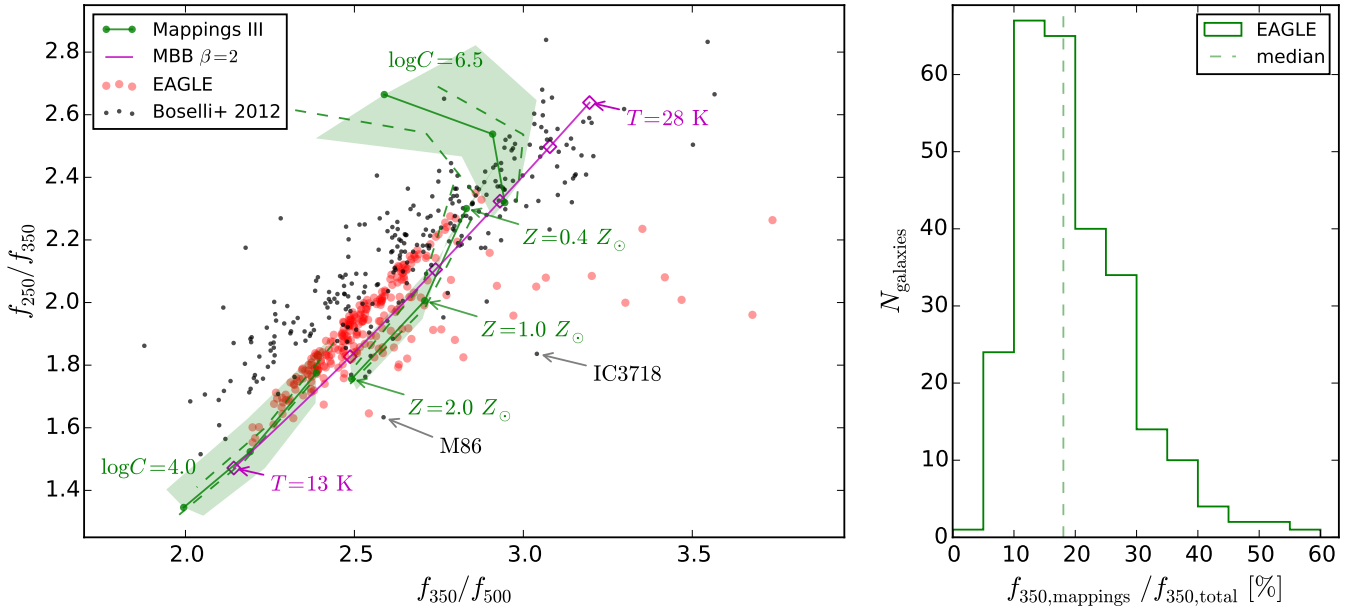 Mappings III
MBB β=2
EAGLE
Boselli+ 2012
logC=6.5
T=28 K
Z=0.4 Z⊙
Z=1.0 Z⊙
IC3718
Z=2.0 Z⊙
M86
logC=4.0
T=13 K
2.8
2.6
2.4
2.2
2.0
1.8
1.6
1.4
f250/f350
2.0 2.5 3.0 3.5
f350/f500
EAGLE
median
60
50
40
30
20
10
0
Ngalaxies
0 10 20 30 40 50 60
f350,mappings /f350,total [%]